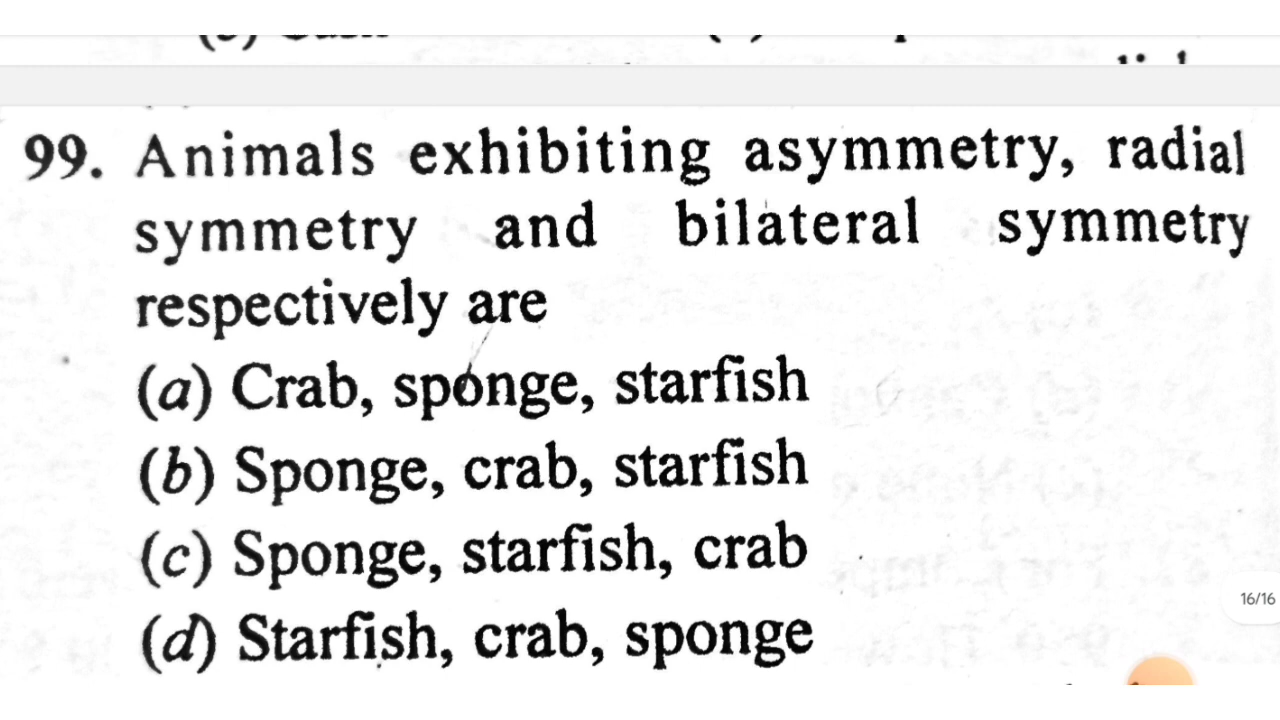 99. Animals exhibiting asymmetry, radial
symmetry and bilateral symmetry
respectively are
(a) Crab, sponge, starfish
(b) Sponge, crab, starfish
(c) Sponge, starfish, crab
16/16
(d) Starfish, crab, sponge